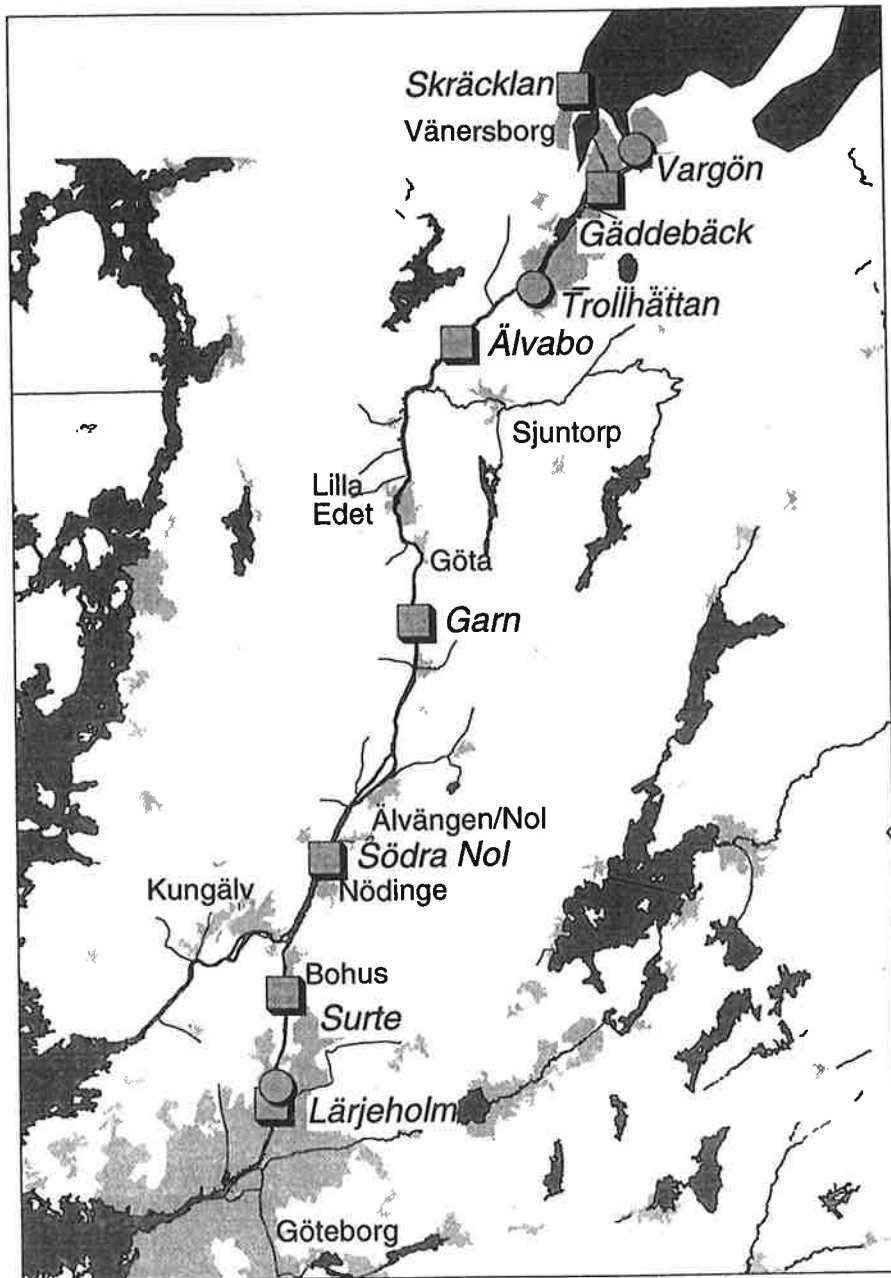 Skräcklan
Vänersborg
Vargön
Gäddebäck
Trollhättan
Älvabo
Sjuntorp
Lilla
Edet
Göta
Garn
Älvängen/Nol
Södra Nol
Nödinge
Kungälv
Bohus
Surte
Lärjeholm
Göteborg